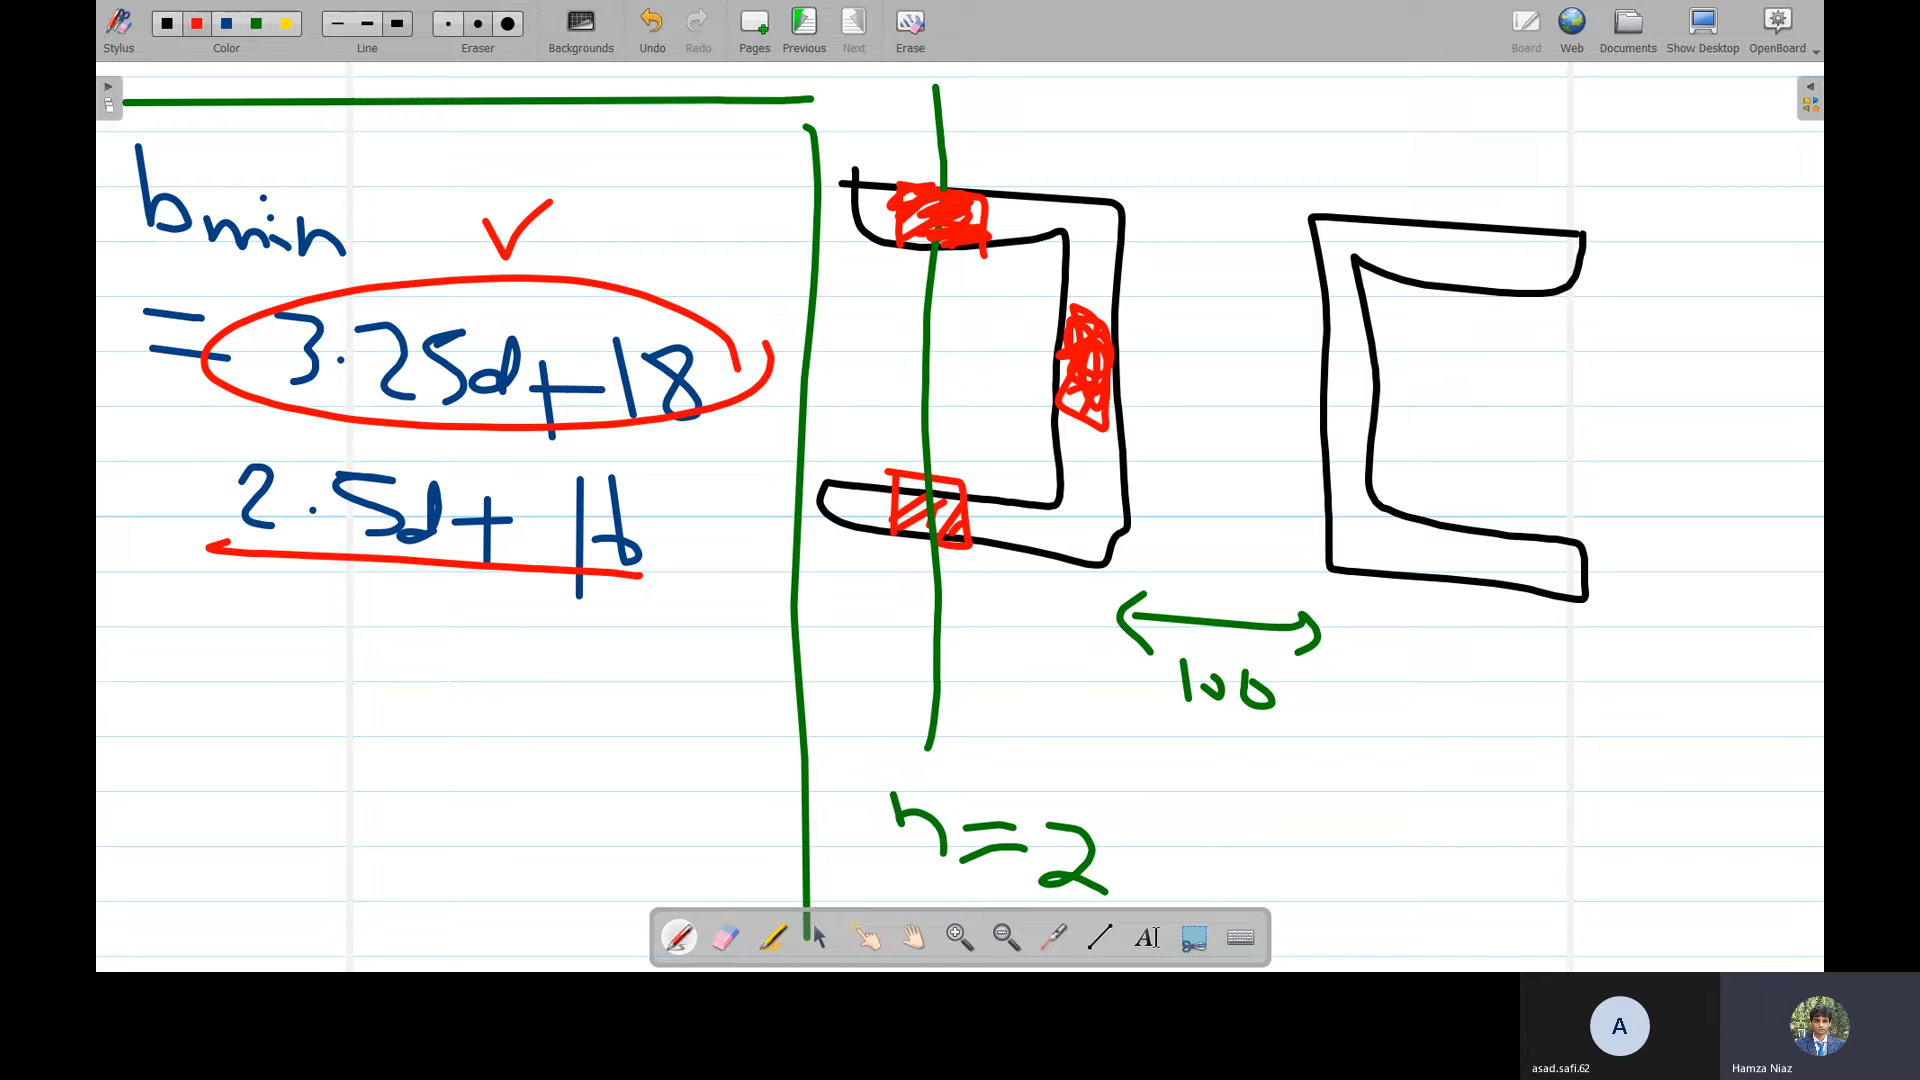 Stylus
Color
Line
Eraser
Backgrounds
Undo
Redo
Pages
Previous
Next
Erase
Board
Web
Documents
Show Desktop
OpenBoard
bmin
= 3.25d+18
2.5d+16
100
n=2
A
asad.safi.62
Hamza Niaz